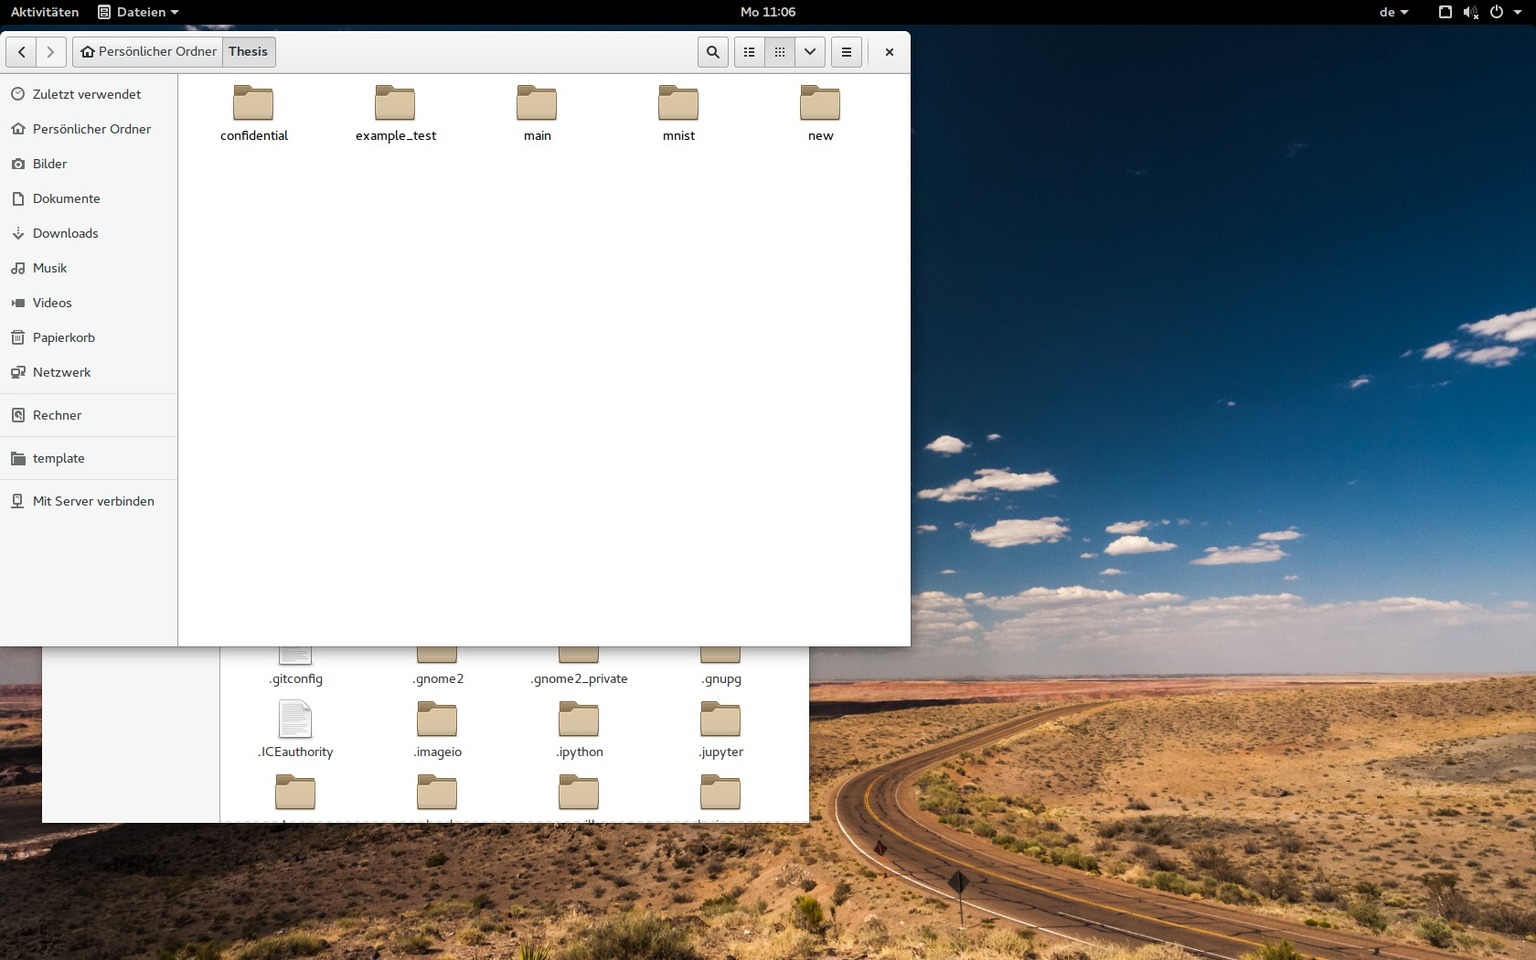 Aktivitäten Dateien Mo 11:06 de
Persönlicher Ordner Thesis
Zuletzt verwendet
Persönlicher Ordner
Bilder
Dokumente
Downloads
Musik
Videos
Papierkorb
Netzwerk
Rechner
template
Mit Server verbinden
confidential example_test main mnist new
.gitconfig .gnome2 .gnome2_private .gnupg
.ICEauthority .imageio .ipython .jupyter